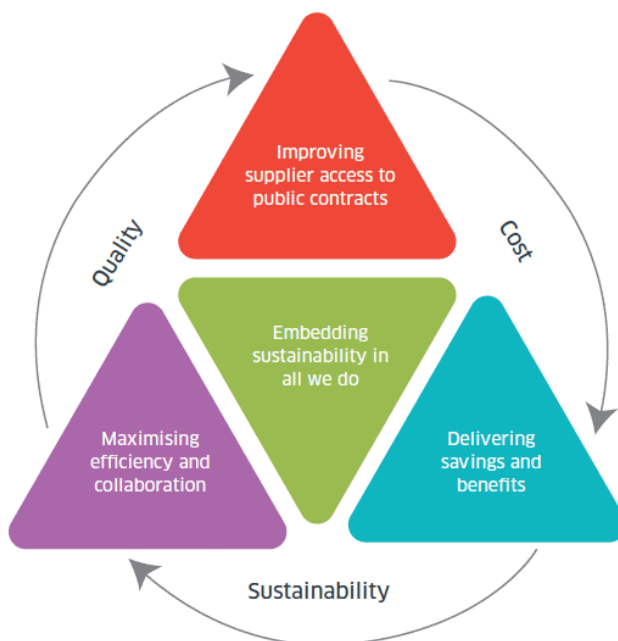 Improving
supplier access to
public contracts
Quality
Cost
Embedding
sustainability in
all we do
Maximising
efficiency and
collaboration
Delivering
savings and
benefits
Sustainability